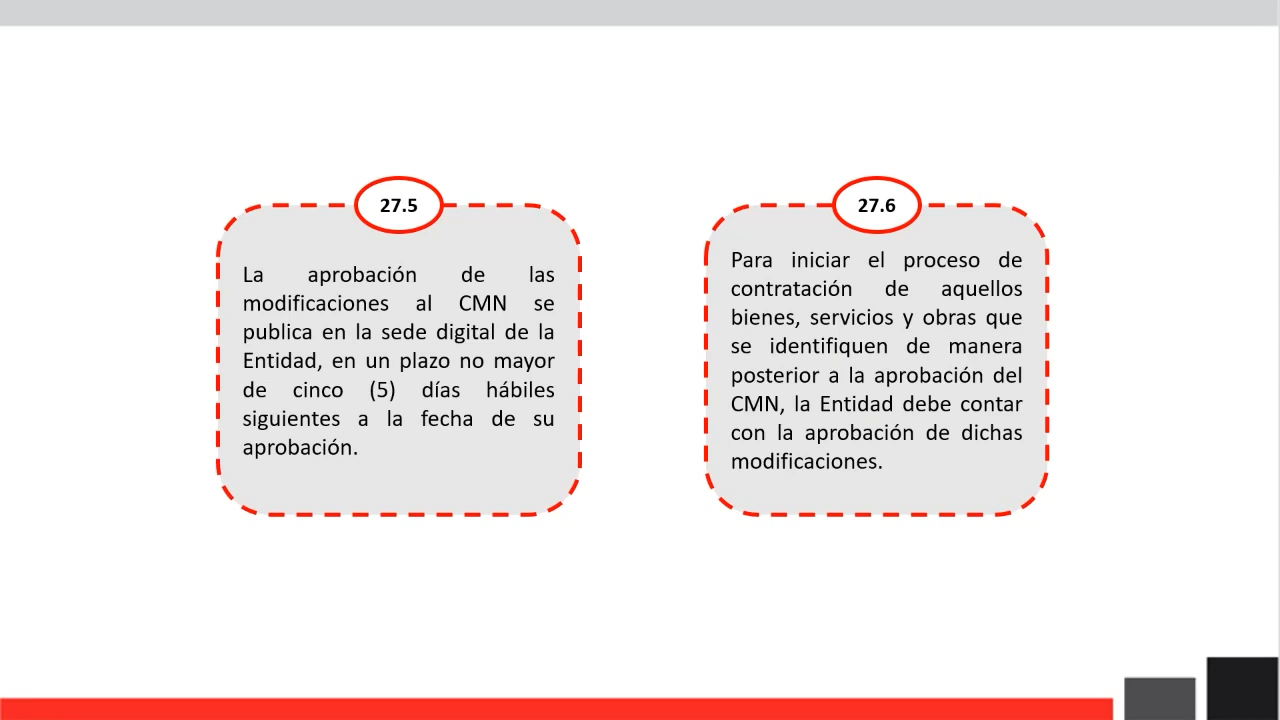 27.5
La aprobación de las
modificaciones al CMN se
publica en la sede digital de la
Entidad, en un plazo no mayor
de cinco (5) días hábiles
siguientes a la fecha de su
aprobación.
27.6
Para iniciar el proceso de
contratación de aquellos
bienes, servicios y obras que
se identifiquen de manera
posterior a la aprobación del
CMN, la Entidad debe contar
con la aprobación de dichas
modificaciones.